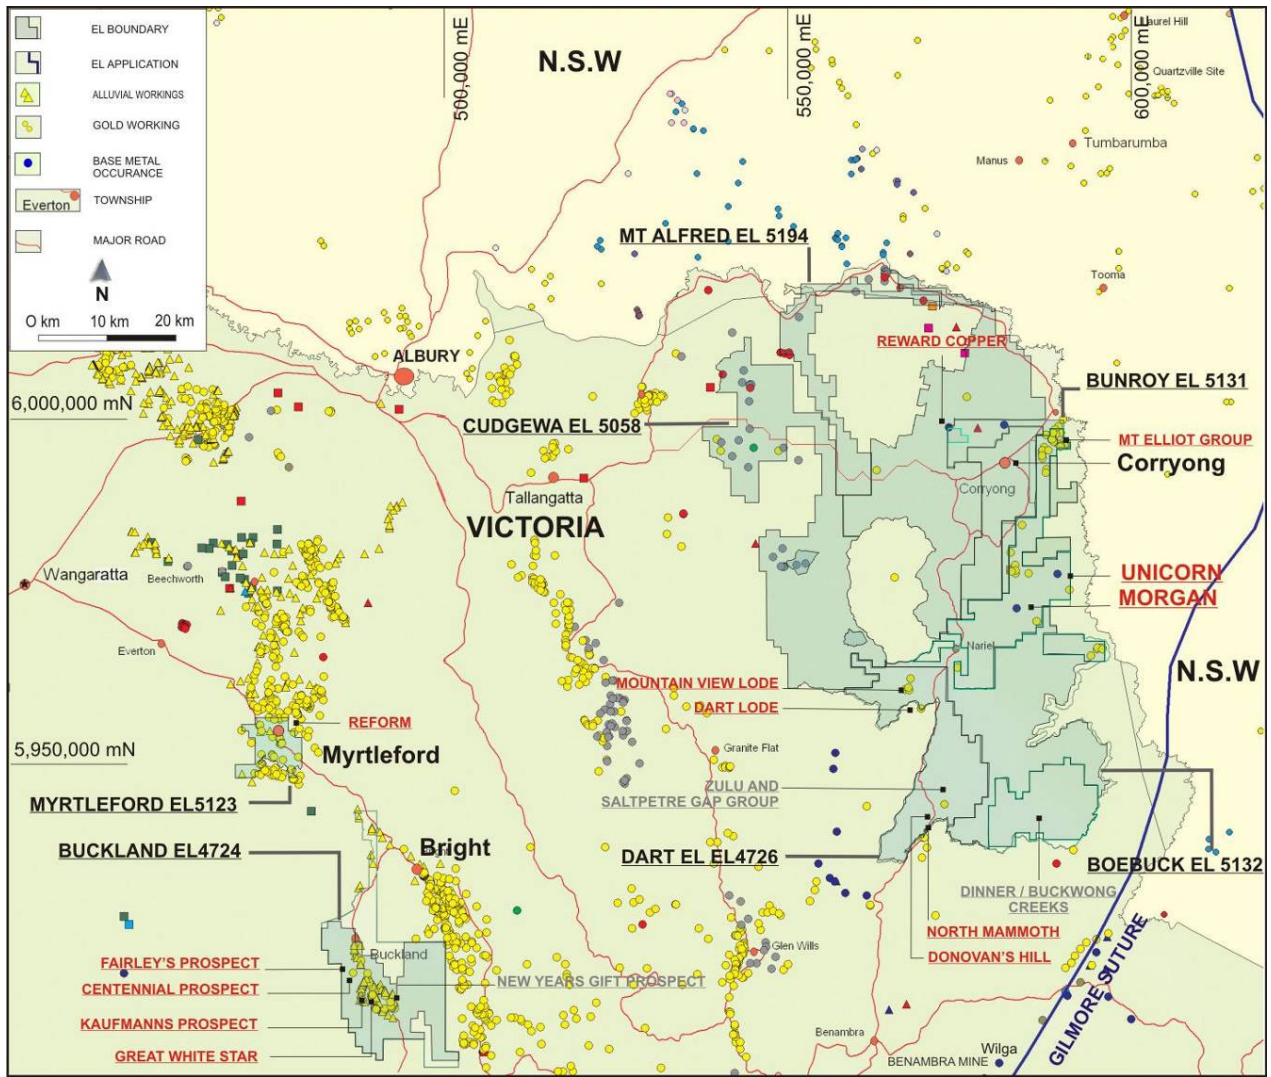 EL BOUNDARY
EL APPLICATION
ALLUVIAL WORKINGS
GOLD WORKING
BASE METAL
OCCURANCE
Everton
TOWNSHIP
MAJOR ROAD
N
O km
10 km
20 km
500,000 mE
550,000 mE
600,000 mE
N.S.W
Laurel Hill
Quartzville Site
Tumbarumba
Manus
MT ALFRED EL 5194
Tooma
REWARD COPPER
ALBURY
BUNROY EL 5131
6,000,000 mN
CUDGEWA EL 5058
MT ELLIOT GROUP
Corryong
Corryong
Tallangatta
VICTORIA
Wangaratta
Beechworth
UNICORN
MORGAN
Everton
Nariel
N.S.W
MOUNTAIN VIEW LODE
DART LODE
REFORM
5,950,000 mN
Myrtleford
Granite Flat
ZULU AND
SALTPETRE GAP GROUP
MYRTLEFORD EL5123
BUCKLAND EL4724
Bright
DART EL EL4726
BOEBUCK EL 5132
DINNER / BUCKWONG
CREEKS
NORTH MAMMOTH
DONOVAN'S HILL
Glen Wills
Buckland
FAIRLEY'S PROSPECT
CENTENNIAL PROSPECT
NEW YEARS GIFT PROSPECT
KAUFMANNS PROSPECT
GREAT WHITE STAR
GILMORE SUTURE
Benambra
Wilga
BENAMBRA MINE